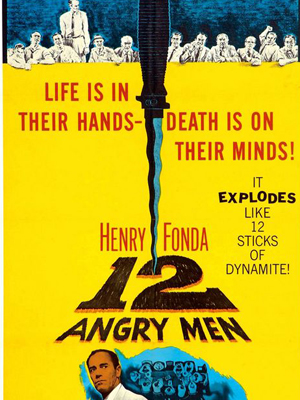 LIFE IS IN
THEIR HANDS- DEATH IS ON
THEIR MINDS!
IT
EXPLODES
LIKE
12
STICKS
OF
DYNAMITE!
HENRY FONDA
12
ANGRY MEN